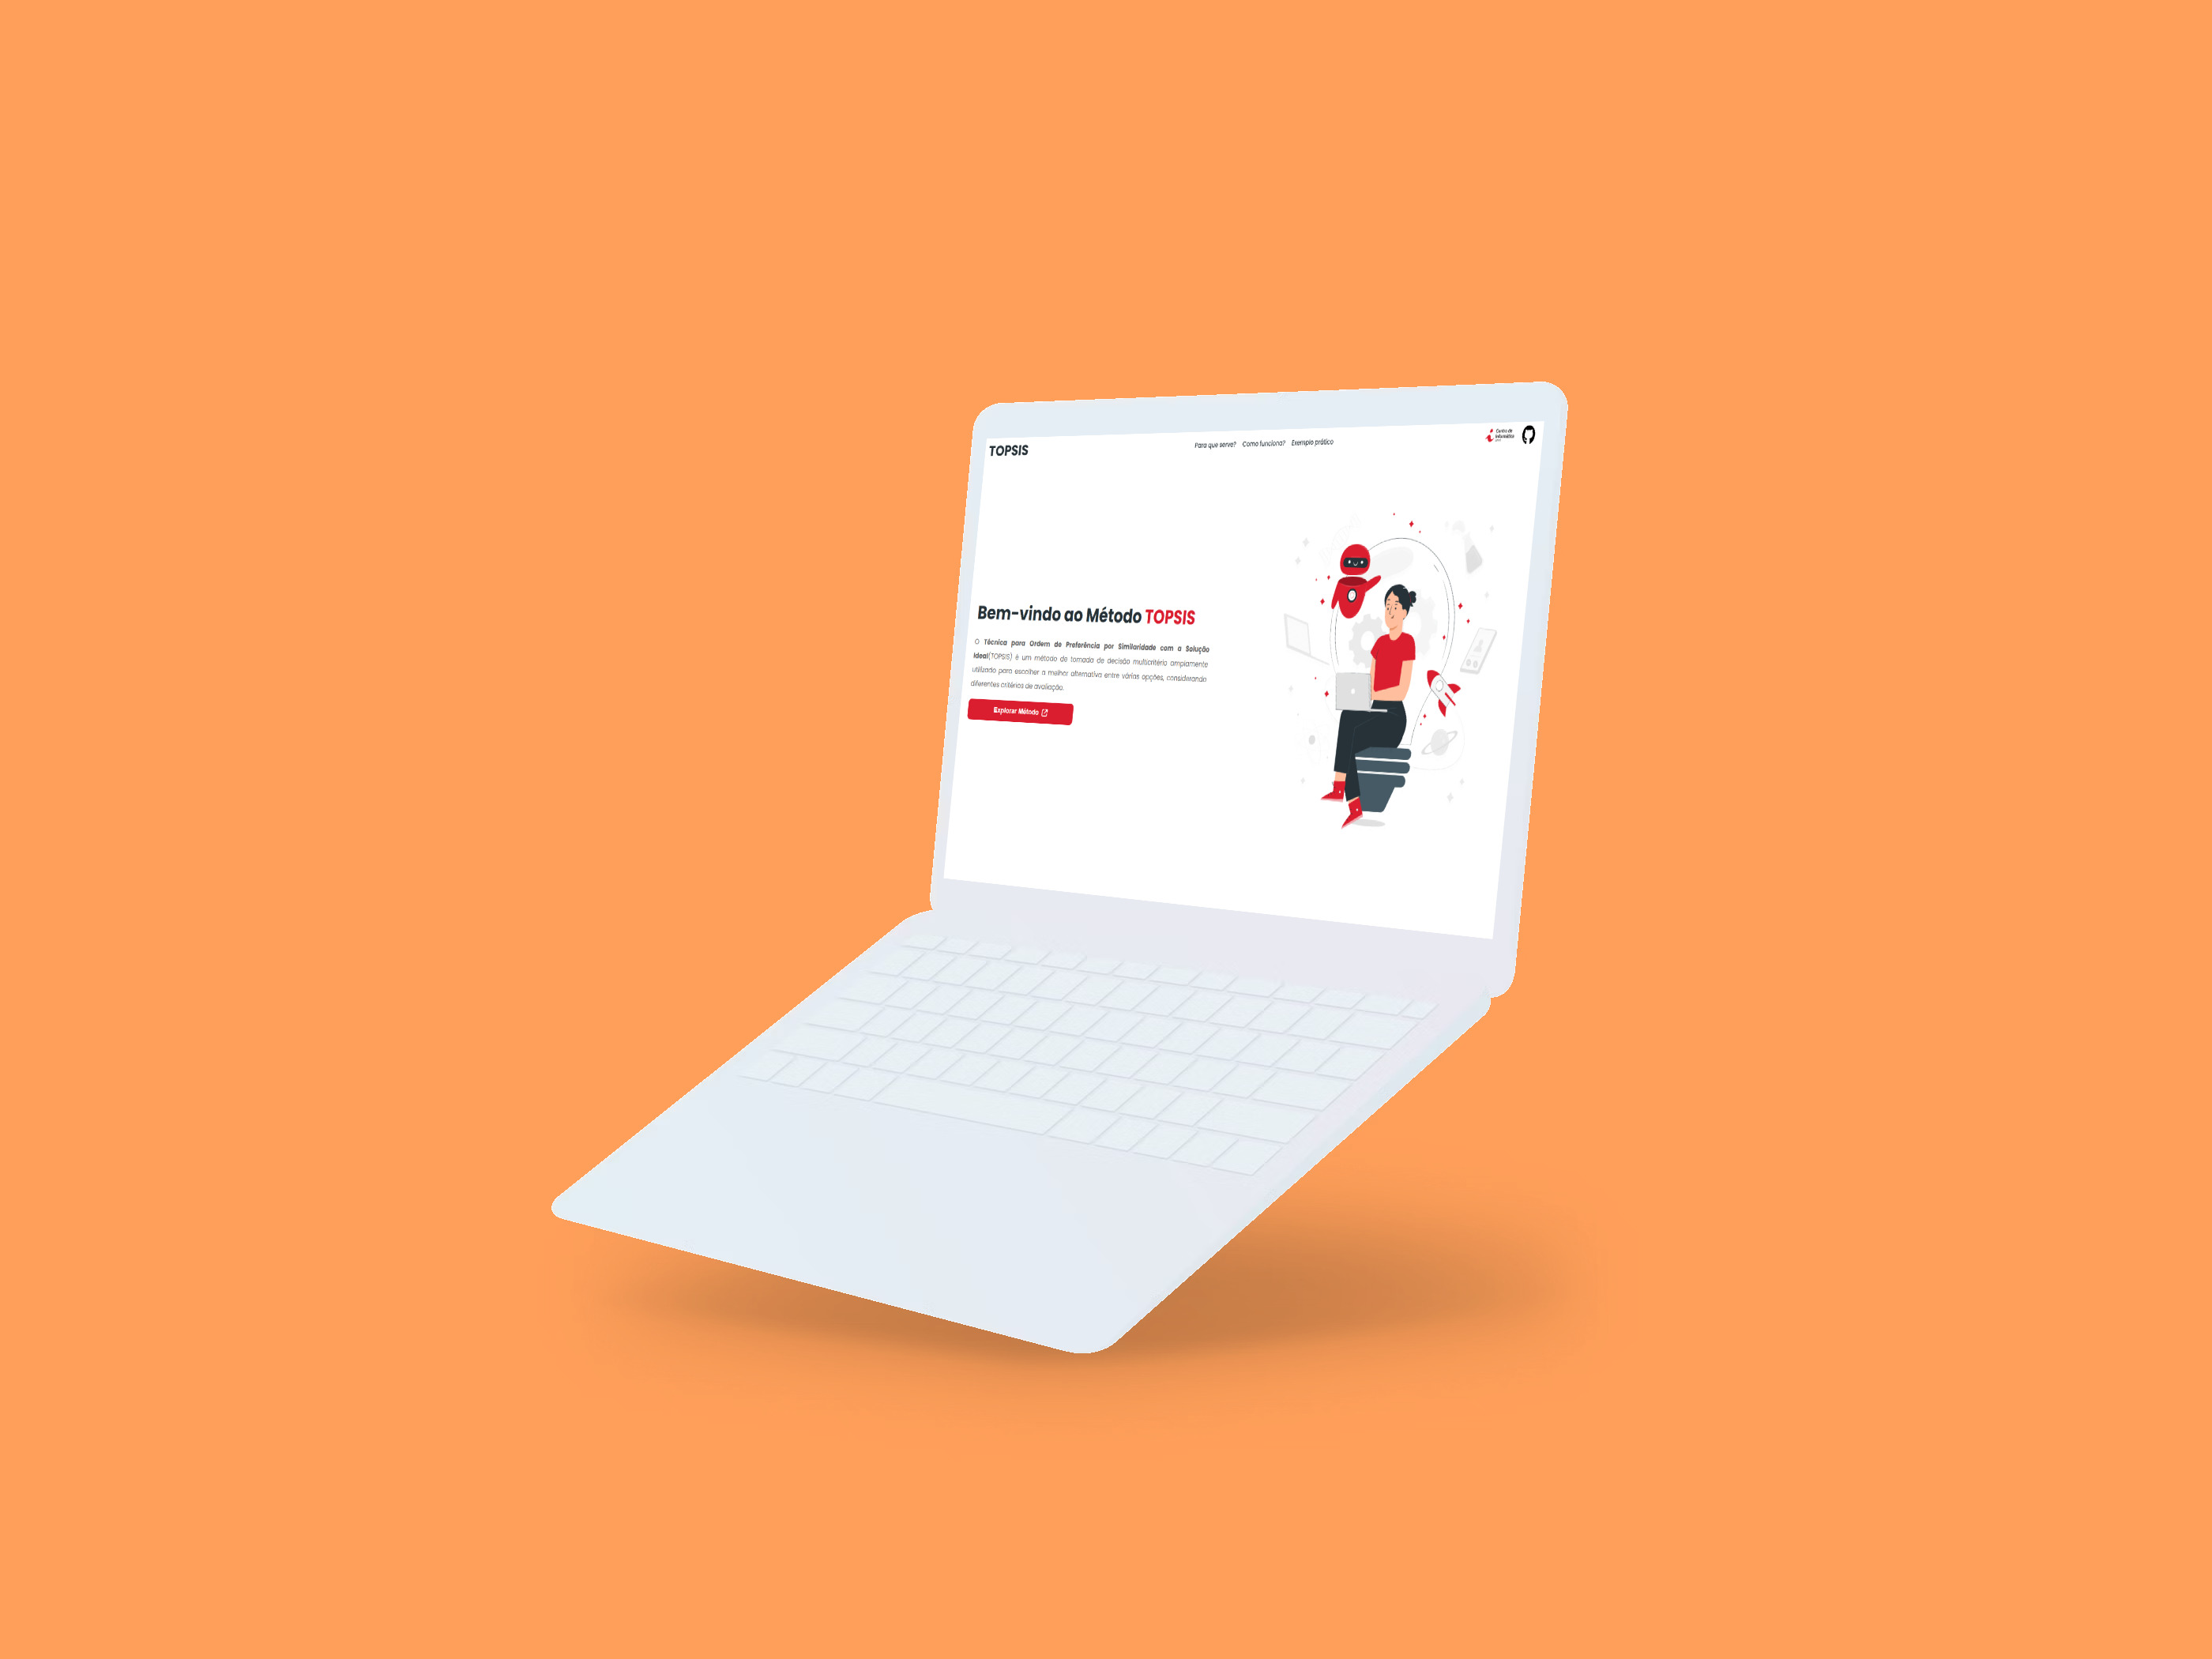 TOPSIS
Para que serve? Como funciona? Exemplo prático
Centro de
Informática
Bem-vindo ao Método TOPSIS
O Técnica para Ordem de Preferência por Similaridade com a Solução
Ideal(TOPSIS) é um método de tomada de decisão multicritério amplamente
utilizado para escolher a melhor alternativa entre várias opções, considerando
diferentes critérios de avaliação.
Explorar Método